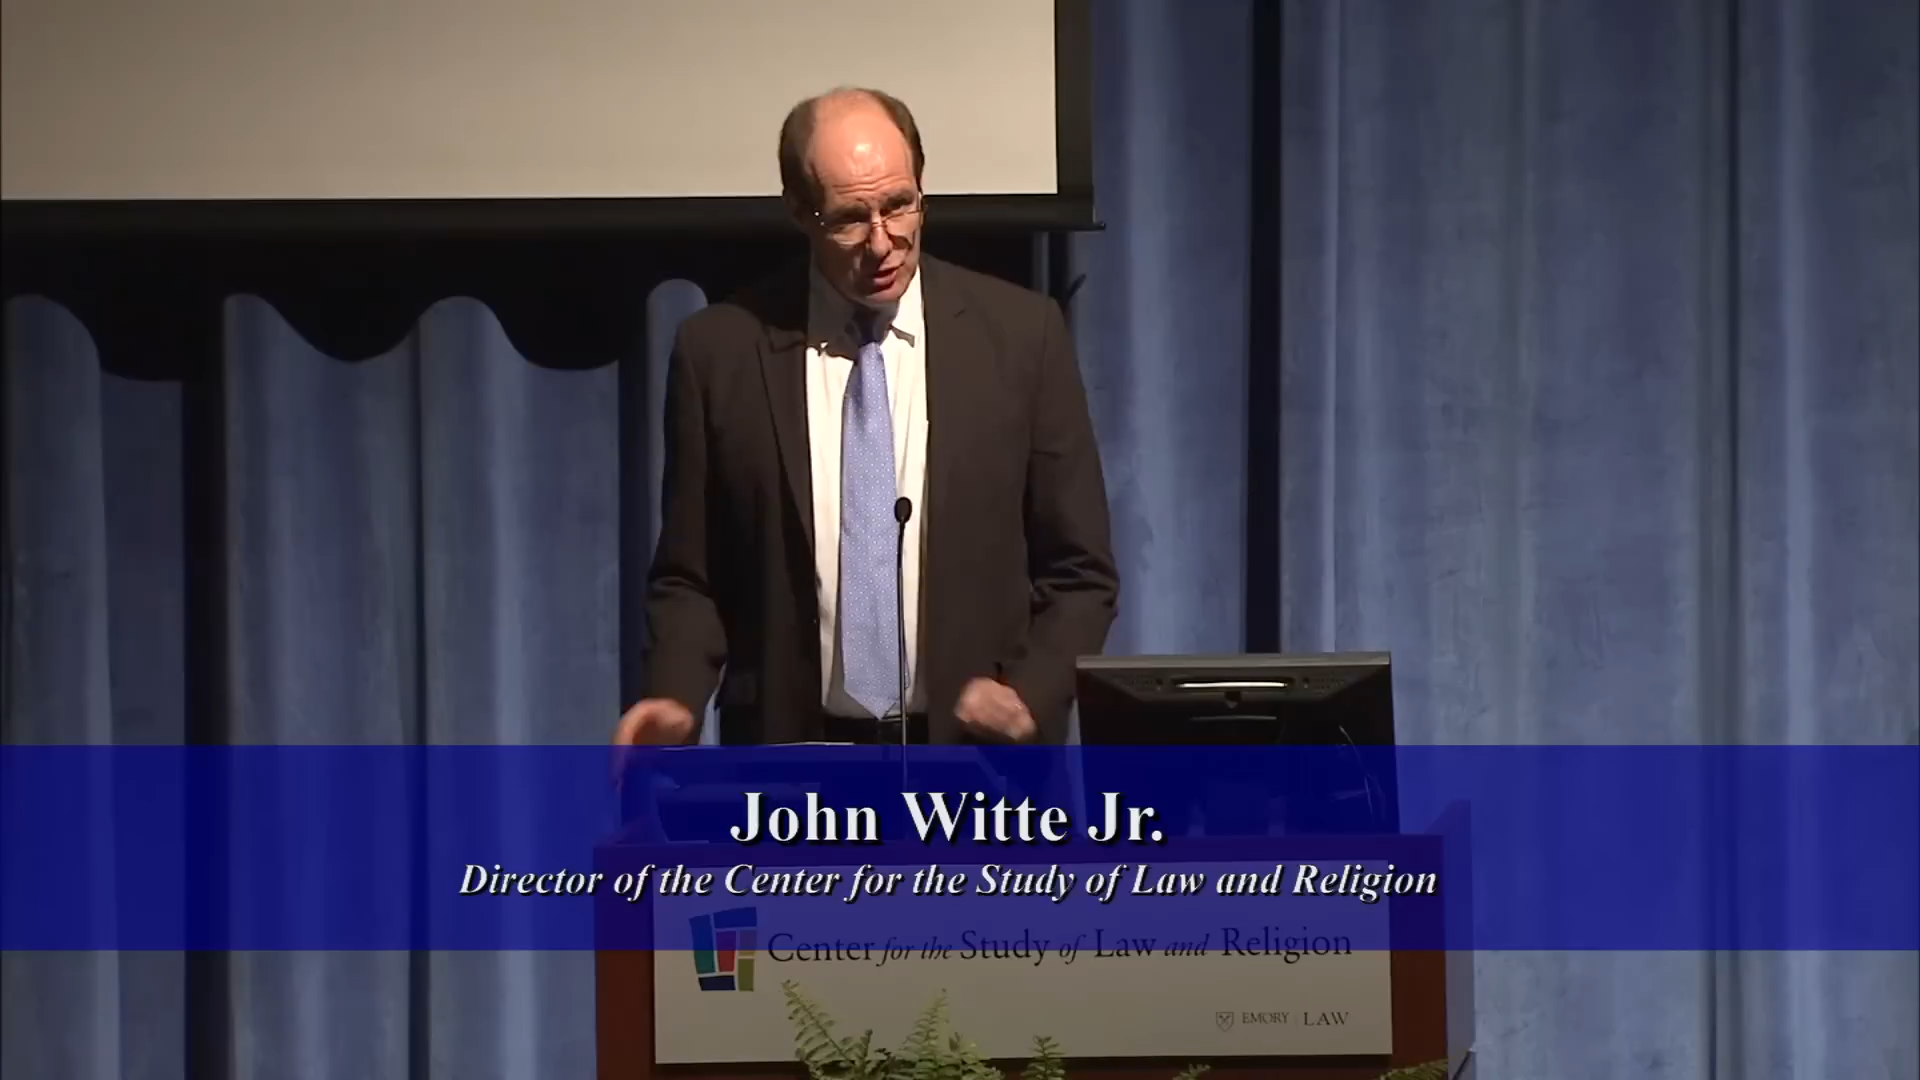 John Witte Jr.
Director of the Center for the Study of Law and Religion
Center for the Study of Law and Religion
EMORY LAW